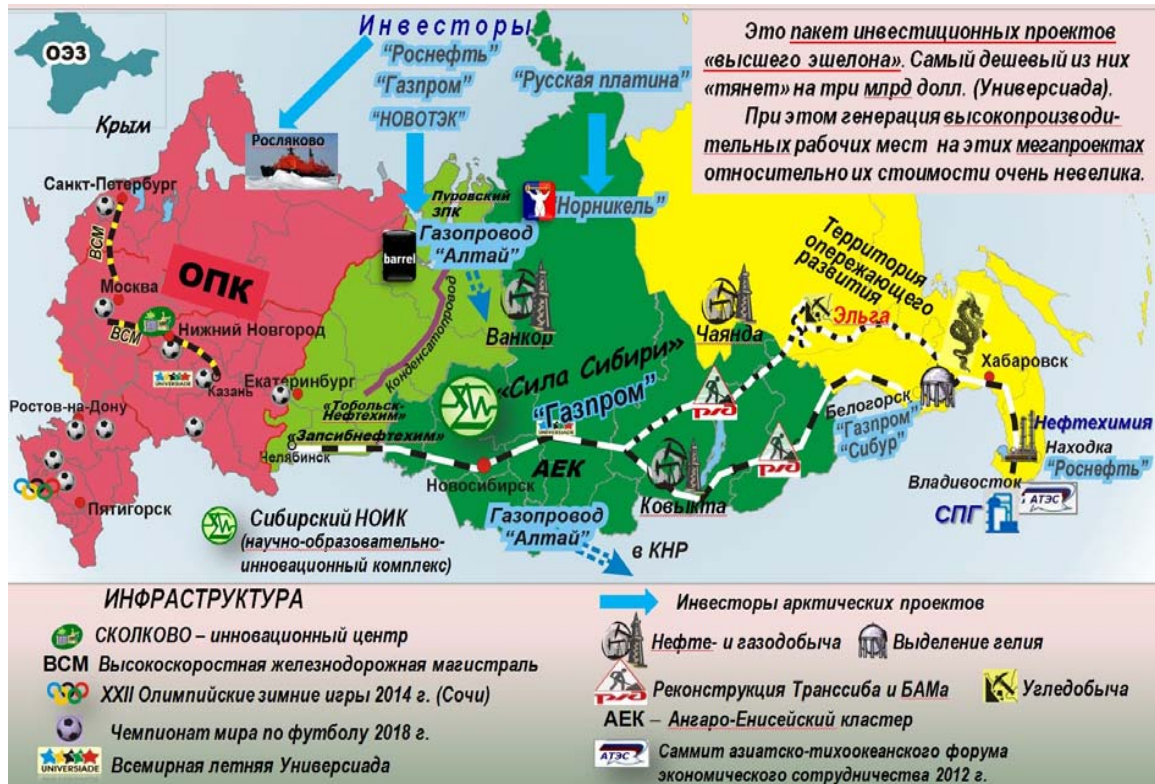 ОЭЗ
Крым
Инвесторы
"Роснефть"
"Газпром"
"НОВОТЭК"
"Русская платина"
Это пакет инвестиционных проектов
«высшего эшелона». Самый дешевый из них
«тянет» на три млрд долл. (Универсиада).
При этом генерация высокопроизводи-
тельных рабочих мест на этих мегапроектах
относительно их стоимости очень невелика.
Росляково
Санкт-Петербург
ВСМ
Москва
ОПК
ВСМ
Нижний Новгород
UNIVERSIADE
Казань
Екатеринбург
Ростов-на-Дону
Пятигорск
Челябинск
Пуровский
ЗПК
barrel
Газопровод
"Алтай"
Конденсатопровод
«Тобольск-
Нефтехим»
«Запсибнефтехим»
Норникель"
Ванкор
«Сила Сибири»
"Газпром"
UNIVERSIADE
АЕК
Новосибирск
Ковыкта
Чаянда
Территория
опережающего
развития
Эльга
Хабаровск
Белогорск
"Газпром"
"Сибур"
Нефтехимия
Находка
"Роснефть"
Владивосток
СПГ
АТЭС
Газопровод
"Алтай"
в КНР
Сибирский НОИК
(научно-образовательно-
инновационный комплекс)
ИНФРАСТРУКТУРА
СКОЛКОВО – инновационный центр
ВСМ Высокоскоростная железнодорожная магистраль
XXII Олимпийские зимние игры 2014 г. (Сочи)
Чемпионат мира по футболу 2018 г.
UNIVERSIADE Всемирная летняя Универсиада
Инвесторы арктических проектов
Нефте- и газодобыча Выделение гелия
Реконструкция Транссиба и БАМа Угледобыча
АЕК – Ангаро-Енисейский кластер
АТЭС Саммит азиатско-тихоокеанского форума
экономического сотрудничества 2012 г.